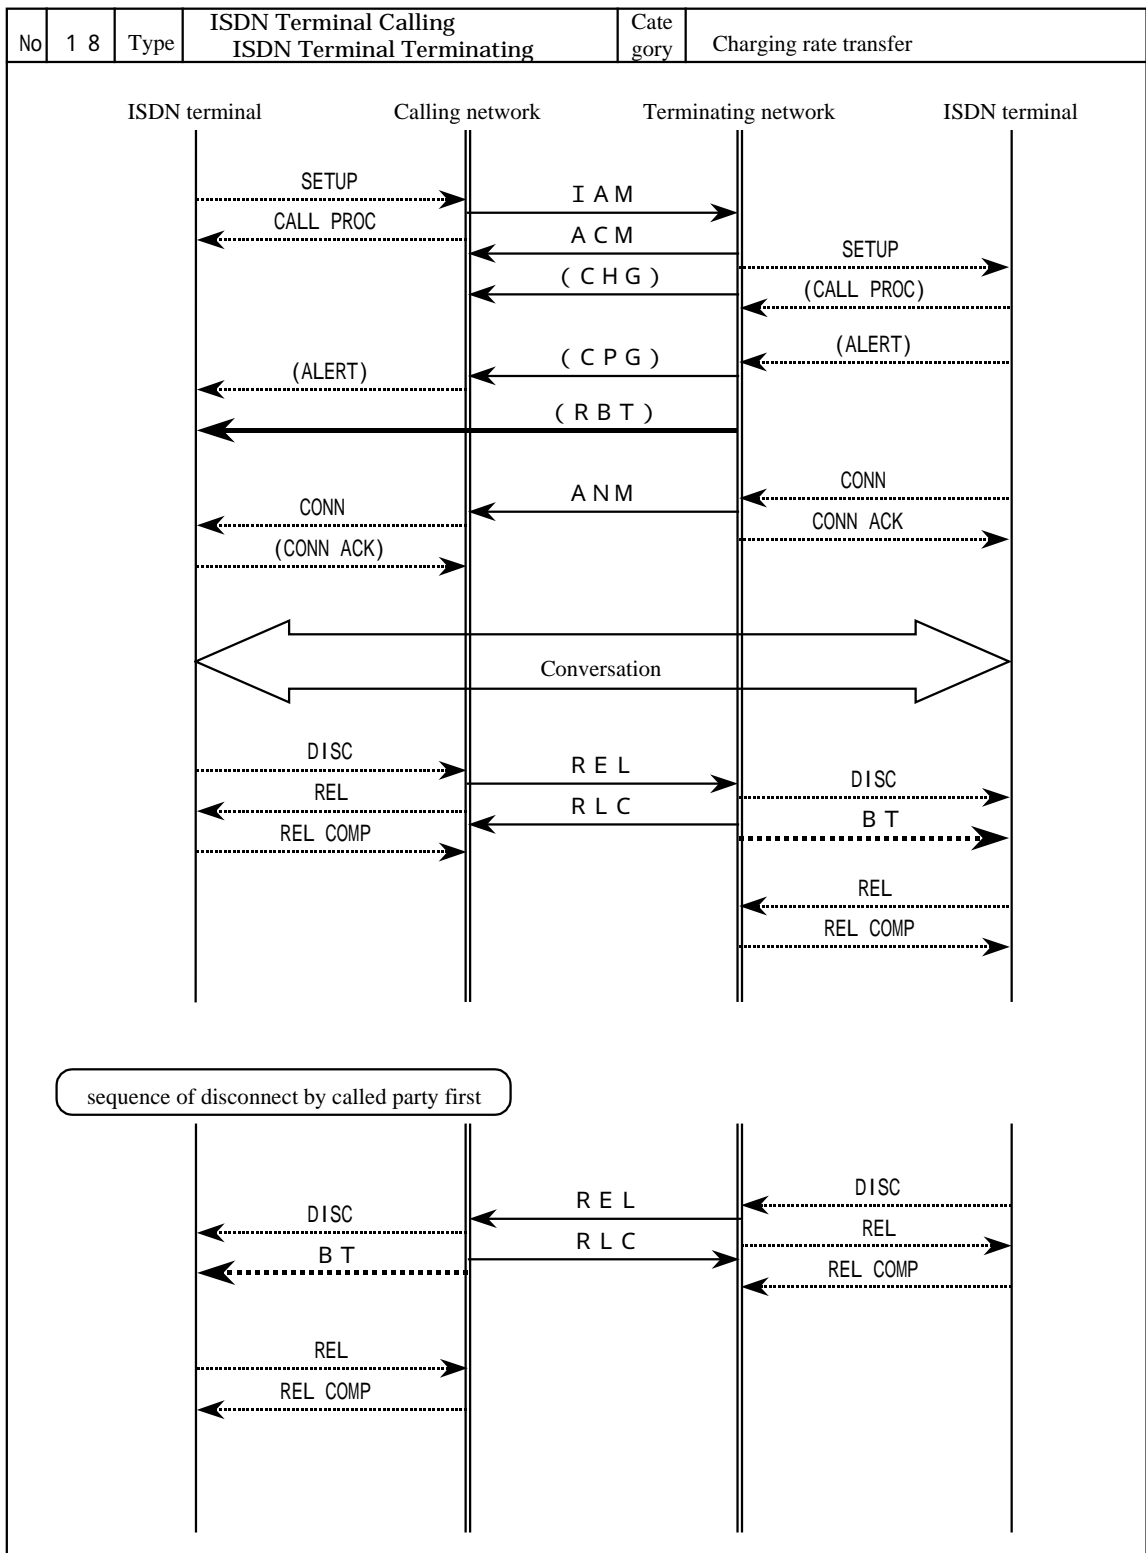 No 1 8 Type ISDN Terminal Calling Cate
ISDN Terminal Terminating gory Charging rate transfer
ISDN terminal Calling network Terminating network ISDN terminal
SETUP
I A M
CALL PROC
A C M
SETUP
( C H G )
(CALL PROC)
(ALERT)
( C P G )
(ALERT)
( R B T )
CONN
A N M
CONN
CONN ACK
(CONN ACK)
Conversation
DISC
R E L
DISC
REL
R L C
B T
REL COMP
REL
REL COMP
sequence of disconnect by called party first
DISC
R E L
DISC
REL
R L C
B T
REL COMP
REL
REL COMP